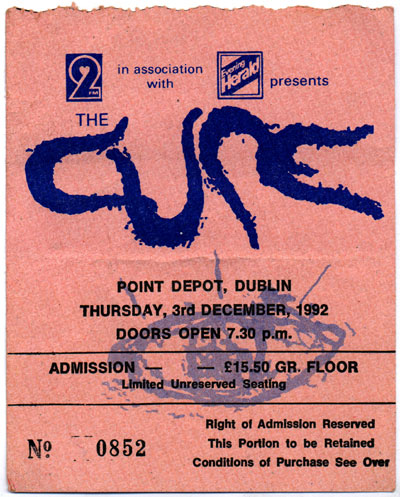 2
FM
in association
with
Evening
Herald
presents
THE
CURE
POINT DEPOT, DUBLIN
THURSDAY, 3rd DECEMBER, 1992
DOORS OPEN 7.30 p.m.
ADMISSION — — £15.50 GR. FLOOR
Limited Unreserved Seating
Right of Admission Reserved
This Portion to be Retained
Conditions of Purchase See Over
No 0852